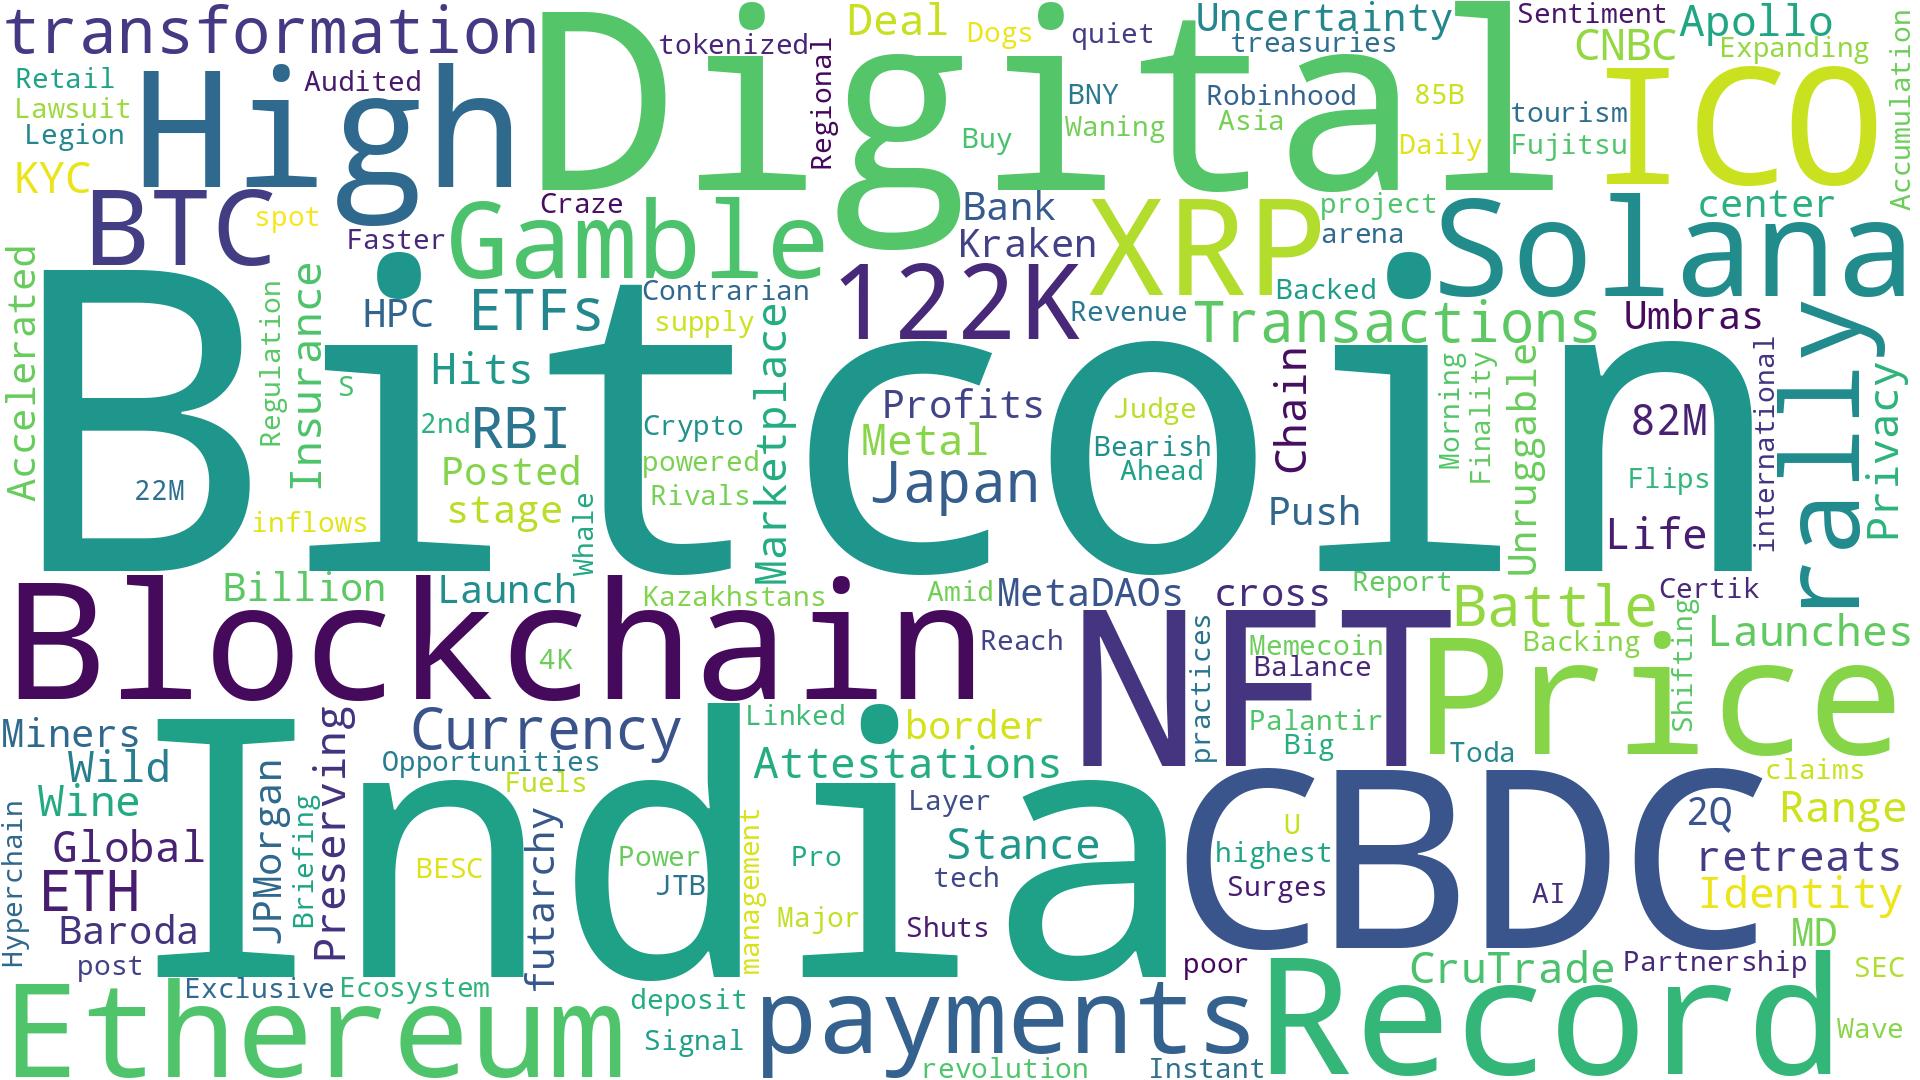 transformation
Digital
tokenized
Deal
Dogs
quiet
Uncertainty
treasuries
Sentiment
Apollo
CNBC
Expanding
Retail
Audited
High
Lawsuit
Legion
KYC
Regional
BNY
Waning
Buy
Robinhood
Asia
85B
Daily
tourism
Fujitsu
ICO
Accumulation
BTC
spot
Craze
Faster
Gamble
Bank
Kraken
XRP
project
arena
Solana
center
Accelerated
Bitcoin
HPC
ETFs
Contrarian
supply
122K
Revenue
Backed
Transactions
Umbras
Regulation
Insurance
S
Hits
2nd
RBI
Crypto
Marketplace
Profits
Metal
Japan
Judge
Bearish
Ahead
Chain
Push
Morning
Finality
Unruggable
82M
Flips
Life
international
rally
Privacy
22M
inflows
Posted
stage
powered
Rivals
Whale
Billion
Launch
Kazakhstans
Amid
MetaDAOs
cross
Report
Battle
Certik
Blockchain
4K
Reach
NFT
practices
Memecoin
Balance
Palantir
Big
Backing
Shifting
Launches
Price
Toda
claims
Miners
Wild
Wine
Preserving
Currency
Opportunities
Fuels
Linked
border
Attestations
India
Layer
CBDC
2Q
Range
Hyperchain
Global
ETH
Baroda
post
JPMorgan
Briefing
BESC
futarchy
Power
JTB
management
Pro
Major
Stance
tech
Shuts
U
highest
Surges
AI
retreats
Identity
MD
Exclusive
Ecosystem
deposit
Signal
poor
CruTrade
Partnership
SEC
Ethereum
payments
Record
Wave
revolution
Instant